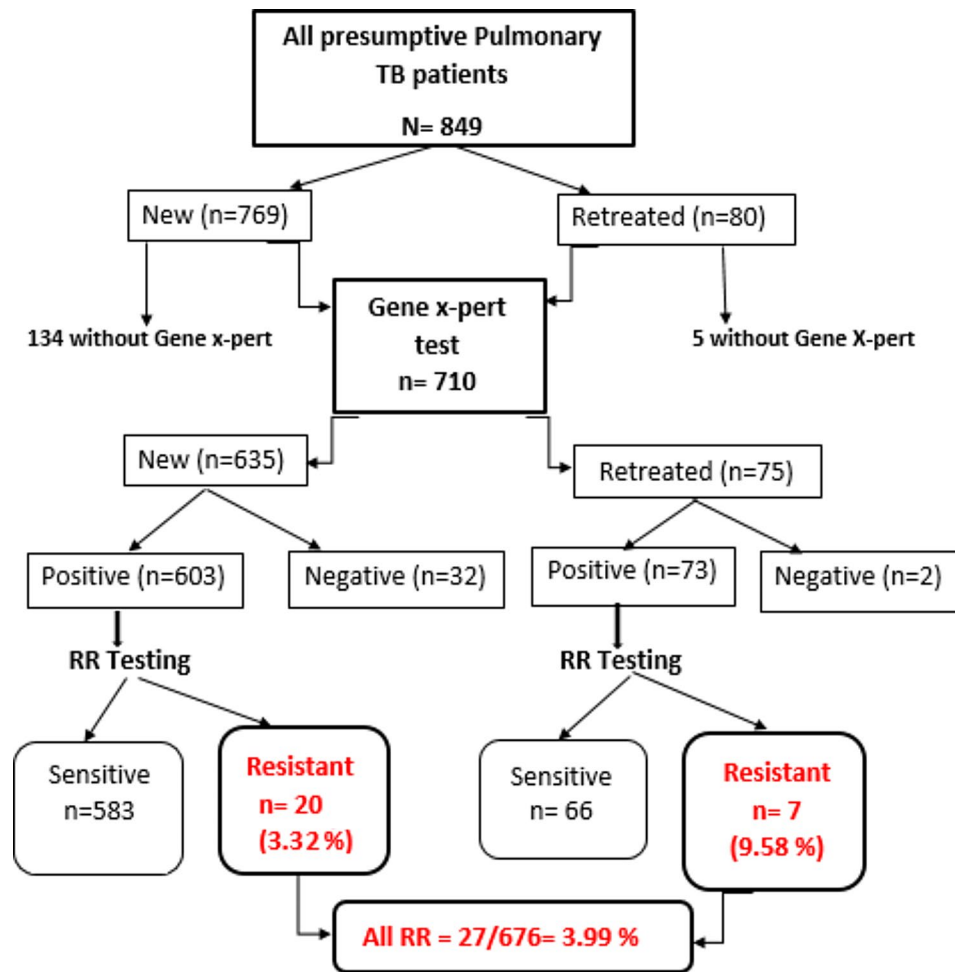 All presumptive Pulmonary
TB patients
N= 849
New (n=769)
Retreated (n=80)
134 without Gene x-pert
Gene x-pert
test
n= 710
5 without Gene X-pert
New (n=635)
Retreated (n=75)
Positive (n=603)
Negative (n=32)
Positive (n=73)
Negative (n=2)
RR Testing
RR Testing
Sensitive
n=583
Resistant
n= 20
(3.32 %)
Sensitive
n= 66
Resistant
n= 7
(9.58 %)
All RR = 27/676= 3.99 %